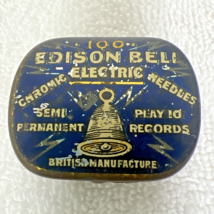 100
EDISON BELL
ELECTRIC
CHROMIC NEEDLES
SEMI- PLAY 10
PERMANENT RECORDS
BRITISH MANUFACTURE